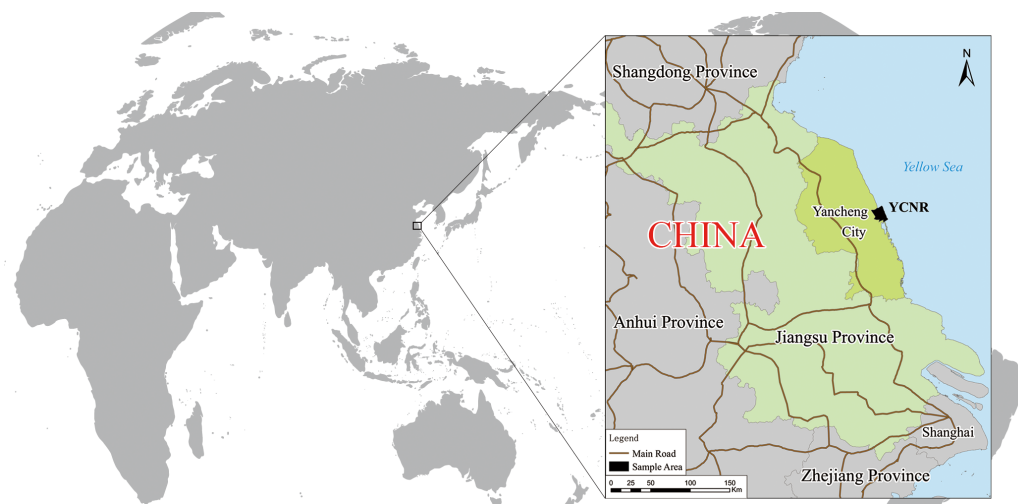 N
Shangdong Province
Yellow Sea
YCNR
Yancheng
City
CHINA
Anhui Province
Jiangsu Province
Shanghai
Legend
Main Road
Sample Area
Zhejiang Province
0 25 50 100 150
Km